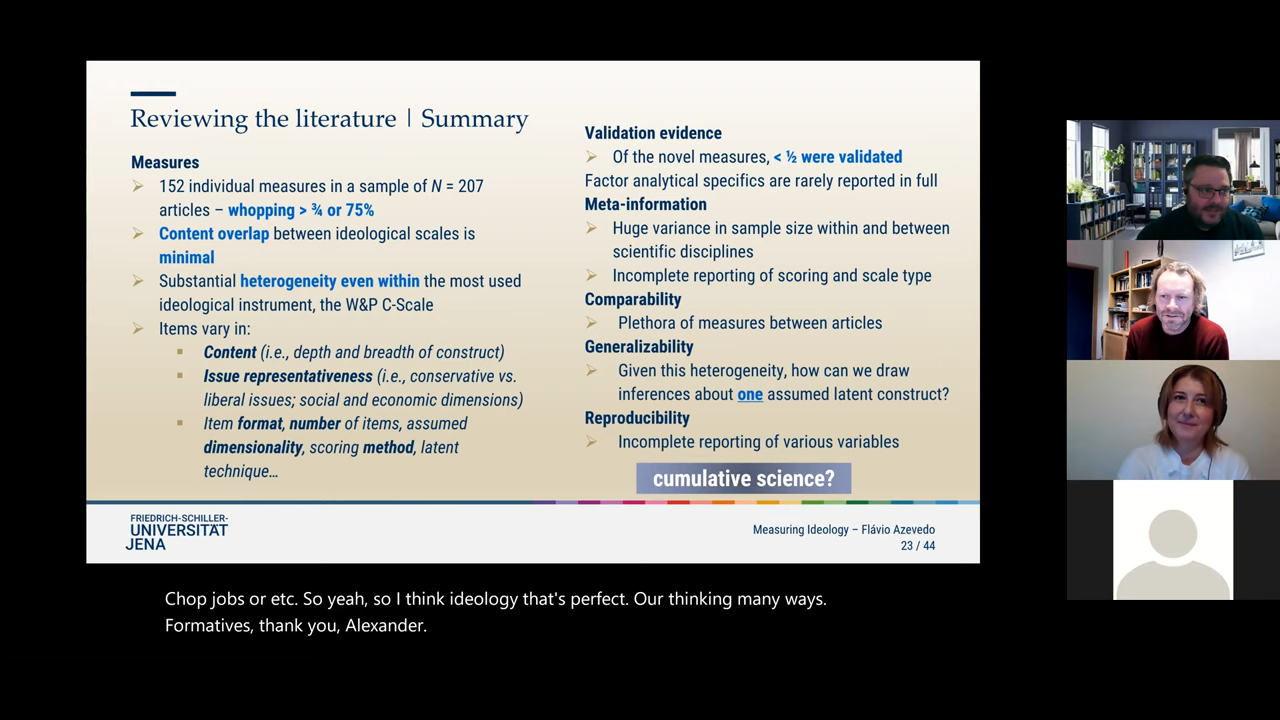 Reviewing the literature | Summary
Measures
152 individual measures in a sample of N = 207
articles – whopping > ¾ or 75%
Content overlap between ideological scales is
minimal
Substantial heterogeneity even within the most used
ideological instrument, the W&P C-Scale
Items vary in:
Content (i.e., depth and breadth of construct)
Issue representativeness (i.e., conservative vs.
liberal issues; social and economic dimensions)
Item format, number of items, assumed
dimensionality, scoring method, latent
technique…
Validation evidence
Of the novel measures, < ½ were validated
Factor analytical specifics are rarely reported in full
Meta-information
Huge variance in sample size within and between
scientific disciplines
Incomplete reporting of scoring and scale type
Comparability
Plethora of measures between articles
Generalizability
Given this heterogeneity, how can we draw
inferences about one assumed latent construct?
Reproducibility
Incomplete reporting of various variables
cumulative science?
FRIEDRICH-SCHILLER-
UNIVERSITÄT
JENA
Measuring Ideology – Flávio Azevedo
23 / 44
Chop jobs or etc. So yeah, so I think ideology that's perfect. Our thinking many ways.
Formatives, thank you, Alexander.